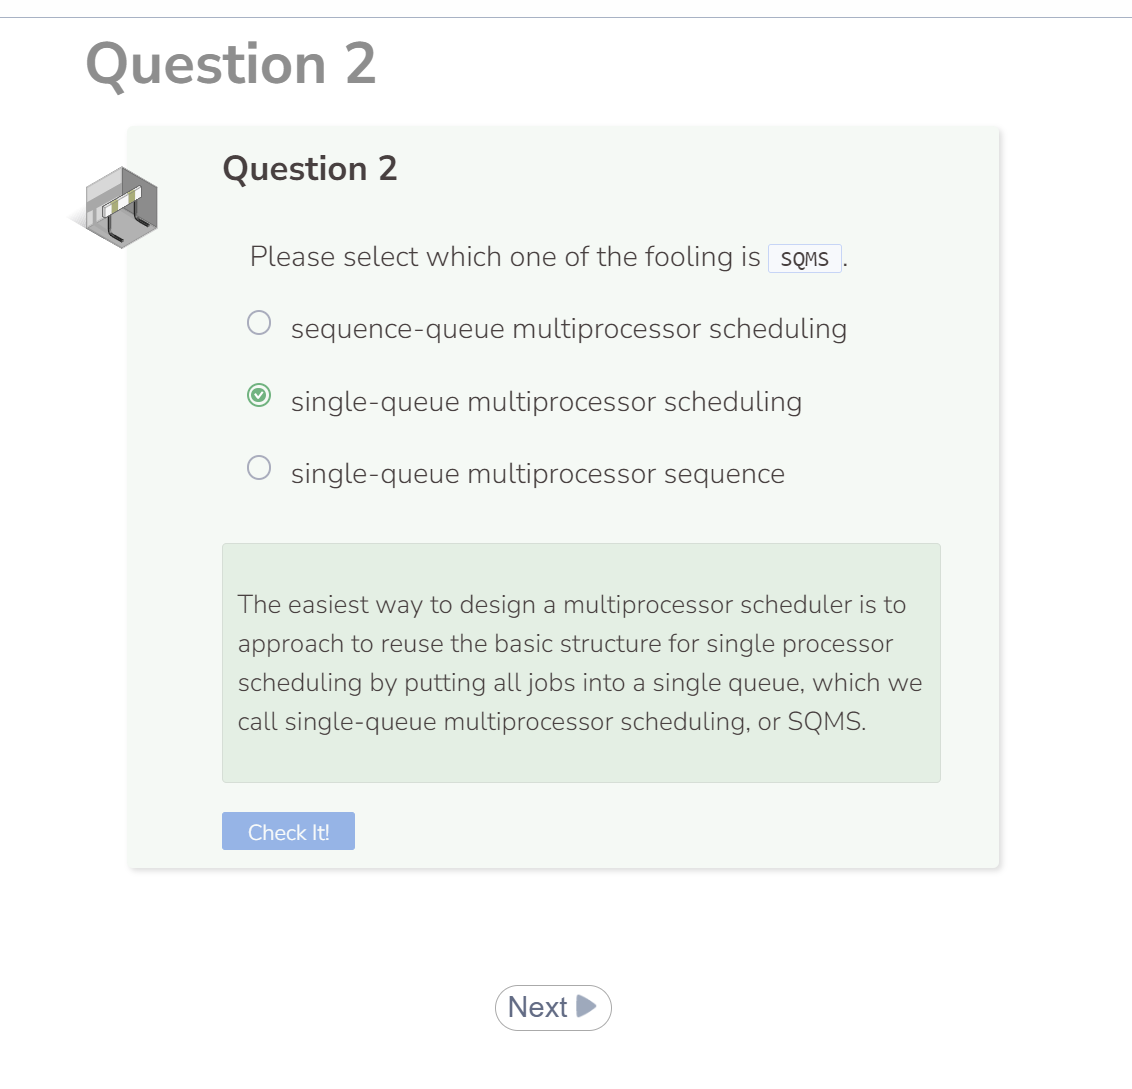 Question 2
Question 2
Please select which one of the fooling is SQMS.
sequence-queue multiprocessor scheduling
single-queue multiprocessor scheduling
single-queue multiprocessor sequence
The easiest way to design a multiprocessor scheduler is to
approach to reuse the basic structure for single processor
scheduling by putting all jobs into a single queue, which we
call single-queue multiprocessor scheduling, or SQMS.
Check It!
Next